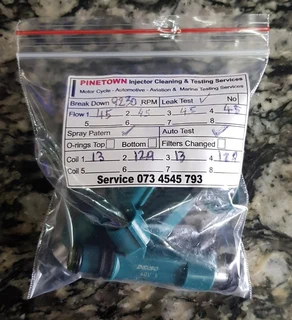 PINETOWN Injector Cleaning & Testing Services
Motor Cycle - Automotive - Aviation & Marine Testing Services
Break Down 9230 RPM Leak Test ✓ No
Flow 1 45 2 45 3 45 4 45
5 6 7 8
Spray Patern ✓ Auto Test ✓
O-rings Top Bottom Filters Changed
Coil 1 13 2 12.9 3 13 4
Coil 5 6 7 8
Service 073 4545 793